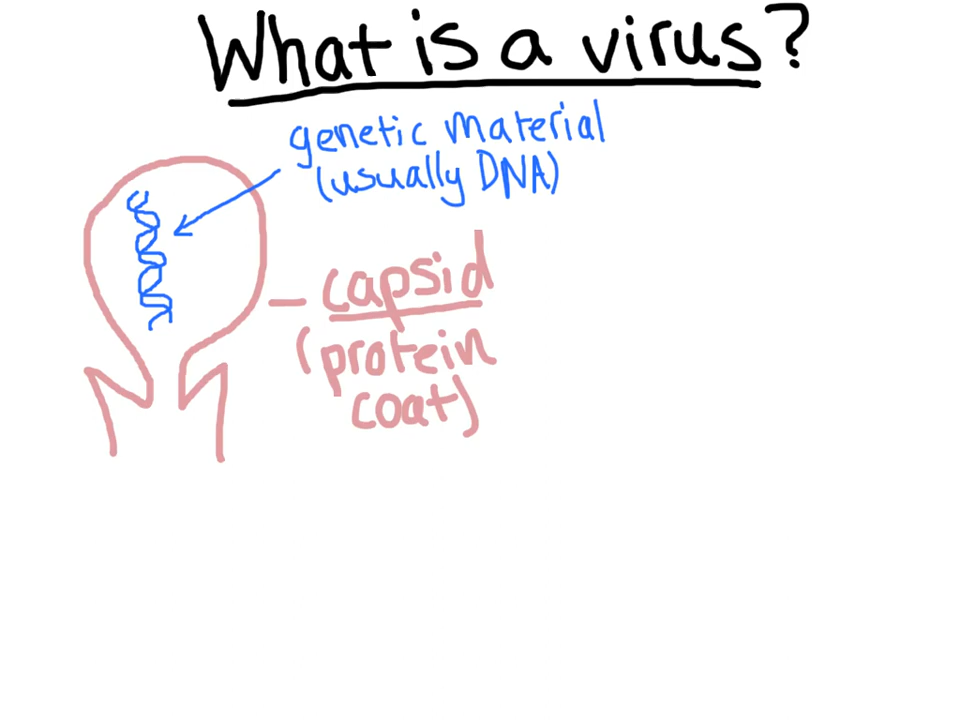 What is a virus?
genetic material
(usually DNA)
capsid
(protein
coat)